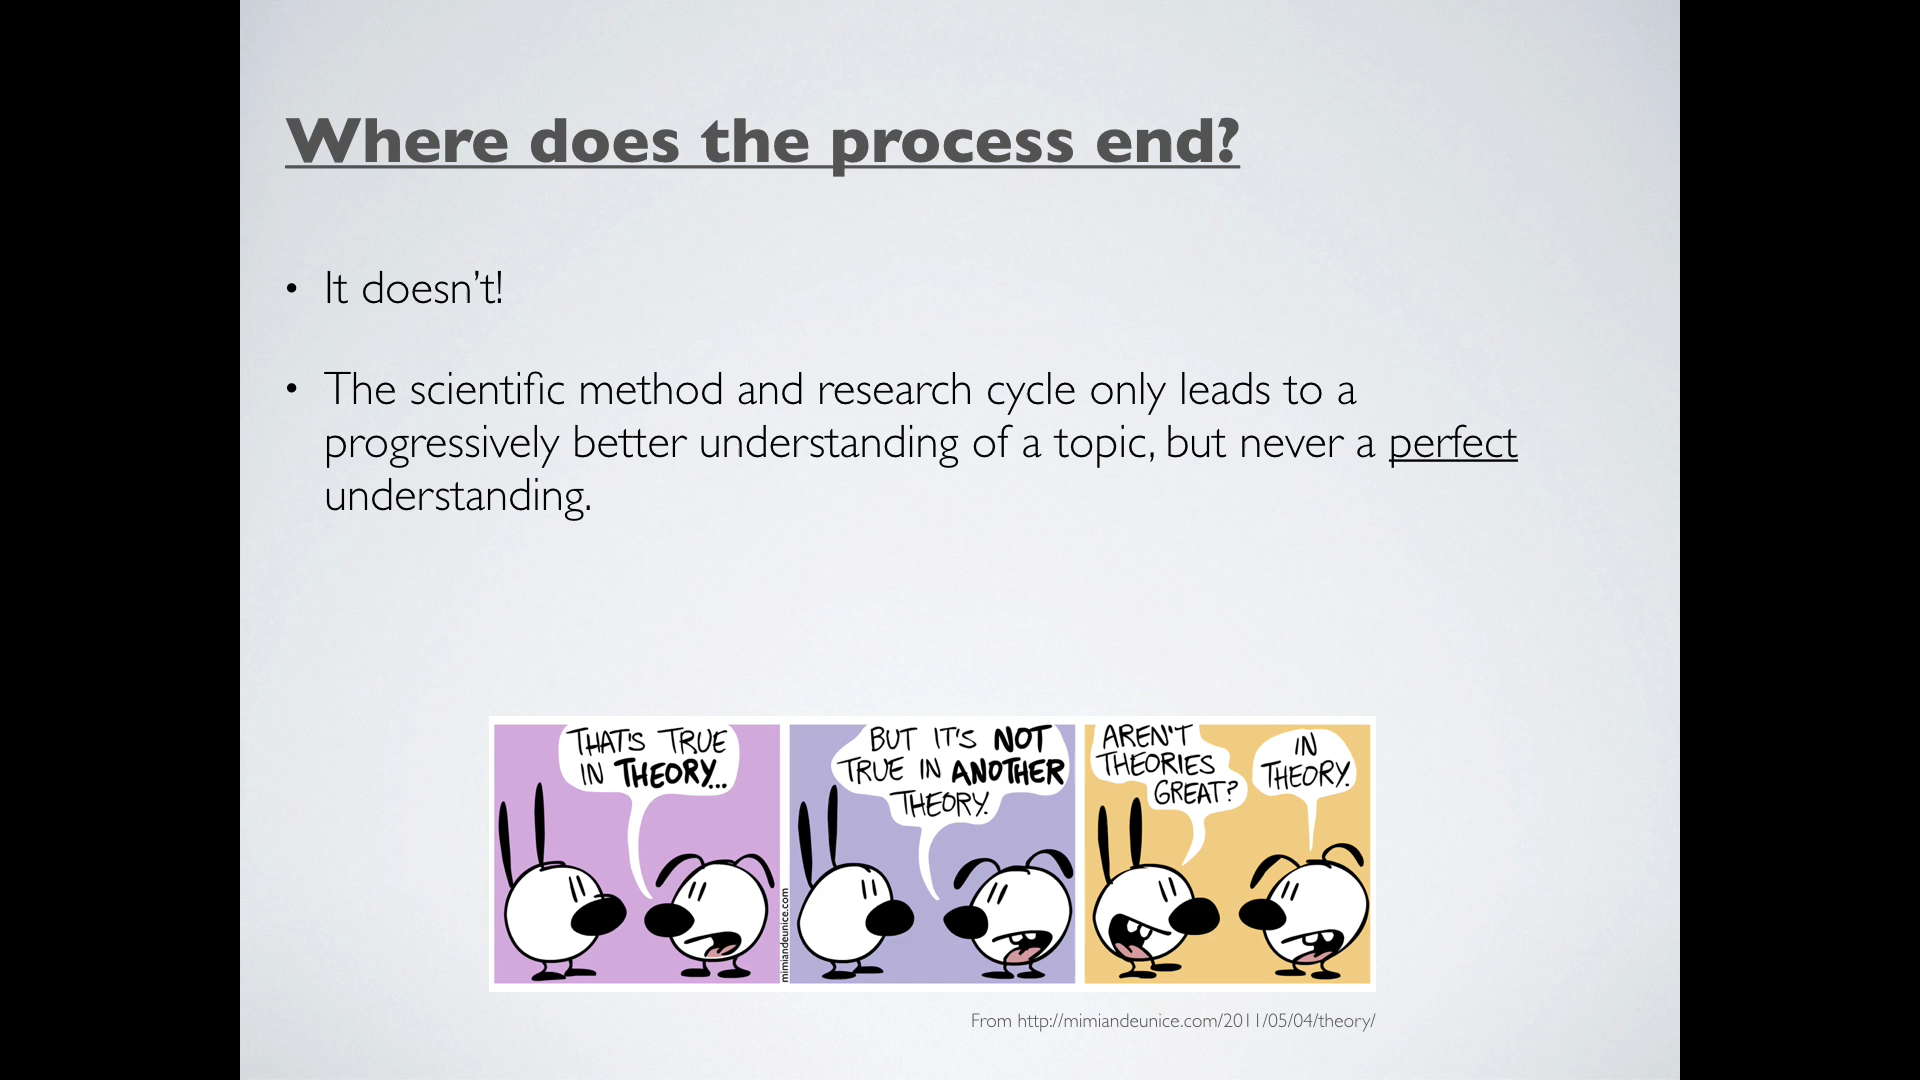 Where does the process end?
• It doesn’t!
• The scientific method and research cycle only leads to a
progressively better understanding of a topic, but never a perfect
understanding.
THAT'S TRUE
IN THEORY...
BUT IT'S NOT
TRUE IN ANOTHER
THEORY.
AREN'T
THEORIES
GREAT?
IN
THEORY.
mimiandeunice.com
From http://mimiandeunice.com/2011/05/04/theory/